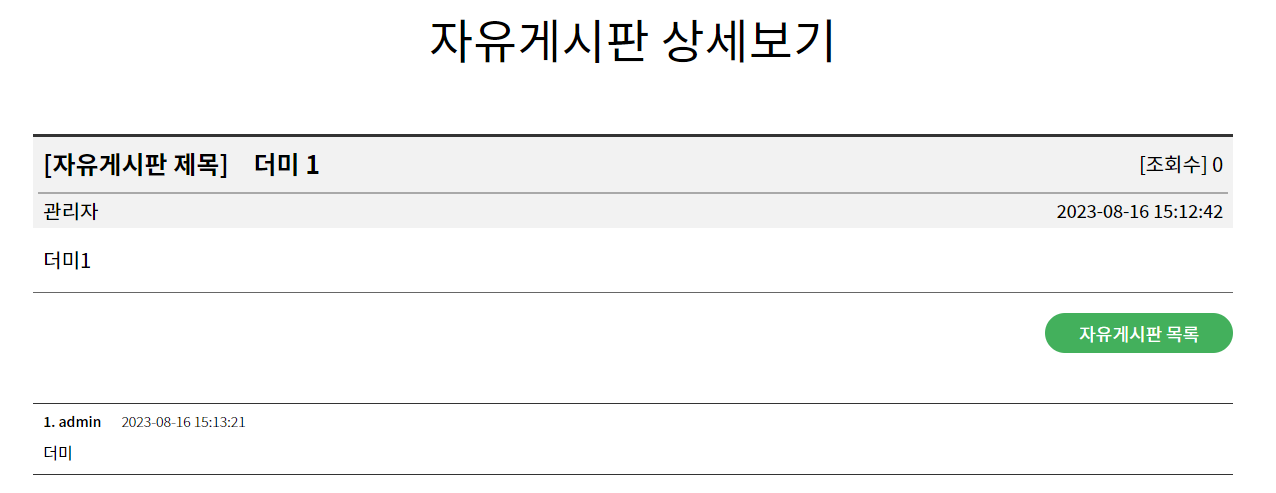 자유게시판 상세보기
[자유게시판 제목] 더미 1 [조회수] 0
관리자 2023-08-16 15:12:42
더미1
자유게시판 목록
1. admin 2023-08-16 15:13:21
더미